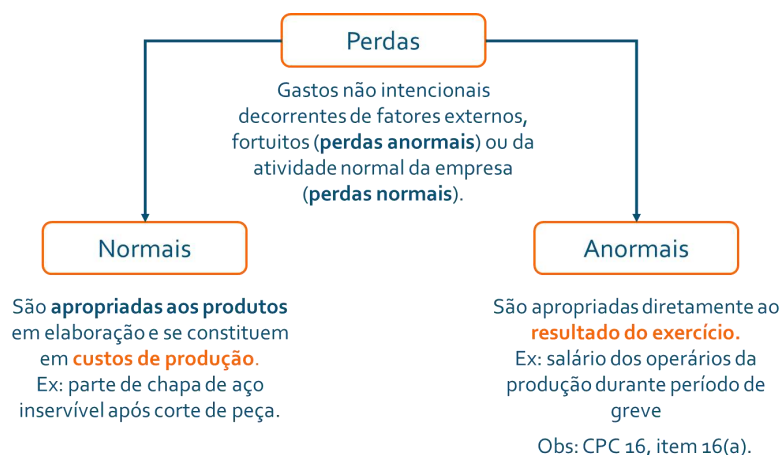 Perdas
Gastos não intencionais
decorrentes de fatores externos,
fortuitos (perdas anormais) ou da
atividade normal da empresa
(perdas normais).
Normais
São apropriadas aos produtos
em elaboração e se constituem
em custos de produção.
Ex: parte de chapa de aço
inservível após corte de peça.
Anormais
São apropriadas diretamente ao
resultado do exercício.
Ex: salário dos operários da
produção durante período de
greve
Obs: CPC 16, item 16(a).